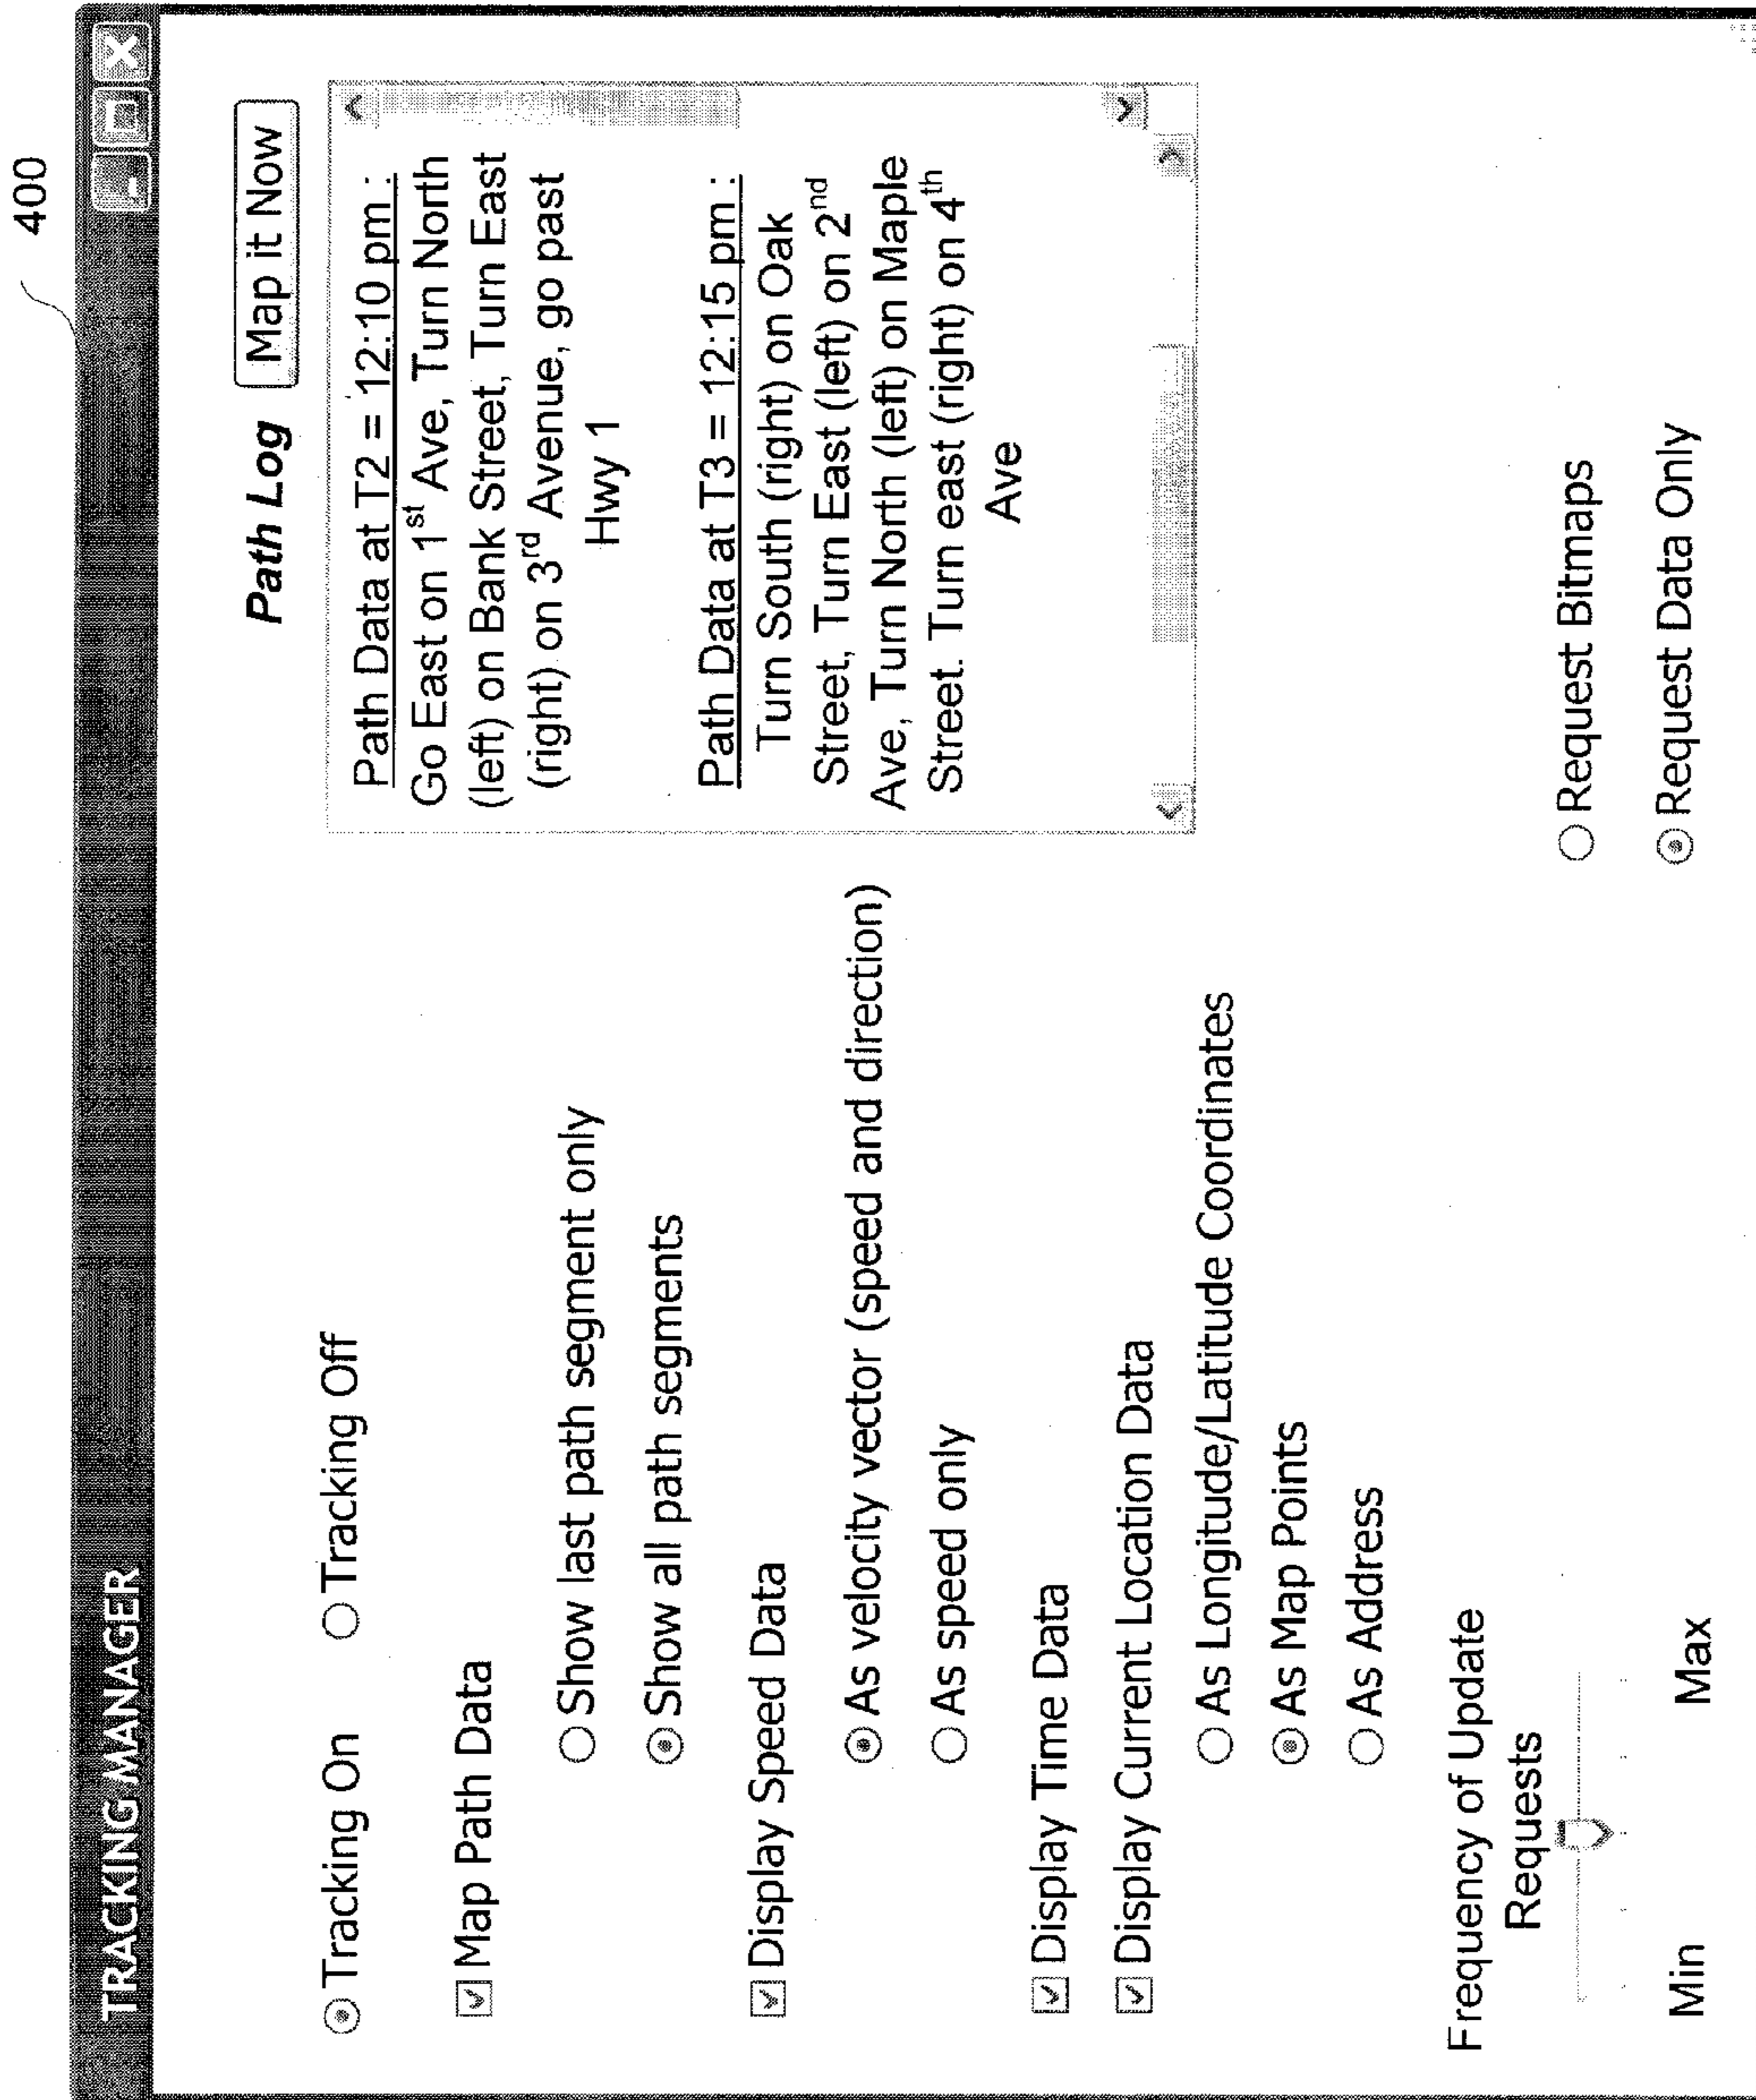 400
TRACKING MANAGER
Tracking On
Tracking Off
Map Path Data
Show last path segment only
Show all path segments
Display Speed Data
As velocity vector (speed and direction)
As speed only
Display Time Data
Display Current Location Data
As Longitude/Latitude Coordinates
As Map Points
As Address
Frequency of Update
Requests
Min
Max
Path Log
Map it Now
Path Data at T2 = 12:10 pm :
Go East on 1st Ave, Turn North
(left) on Bank Street, Turn East
(right) on 3rd Avenue, go past
Hwy 1
Path Data at T3 = 12:15 pm :
Turn South (right) on Oak
Street, Turn East (left) on 2nd
Ave, Turn North (left) on Maple
Street. Turn east (right) on 4th
Ave
Request Bitmaps
Request Data Only